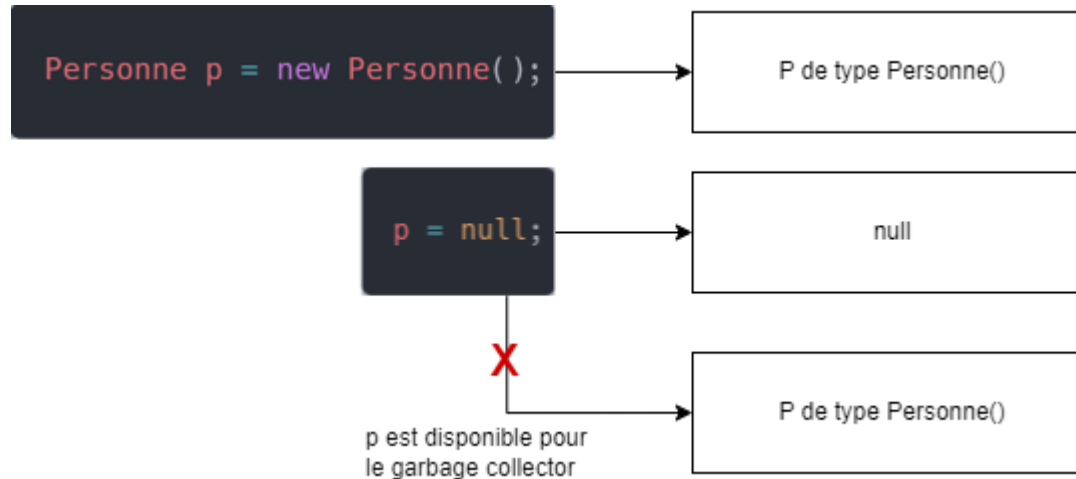 Personne p = new Personne();
P de type Personne()
p = null;
null
X
P de type Personne()
p est disponible pour
le garbage collector